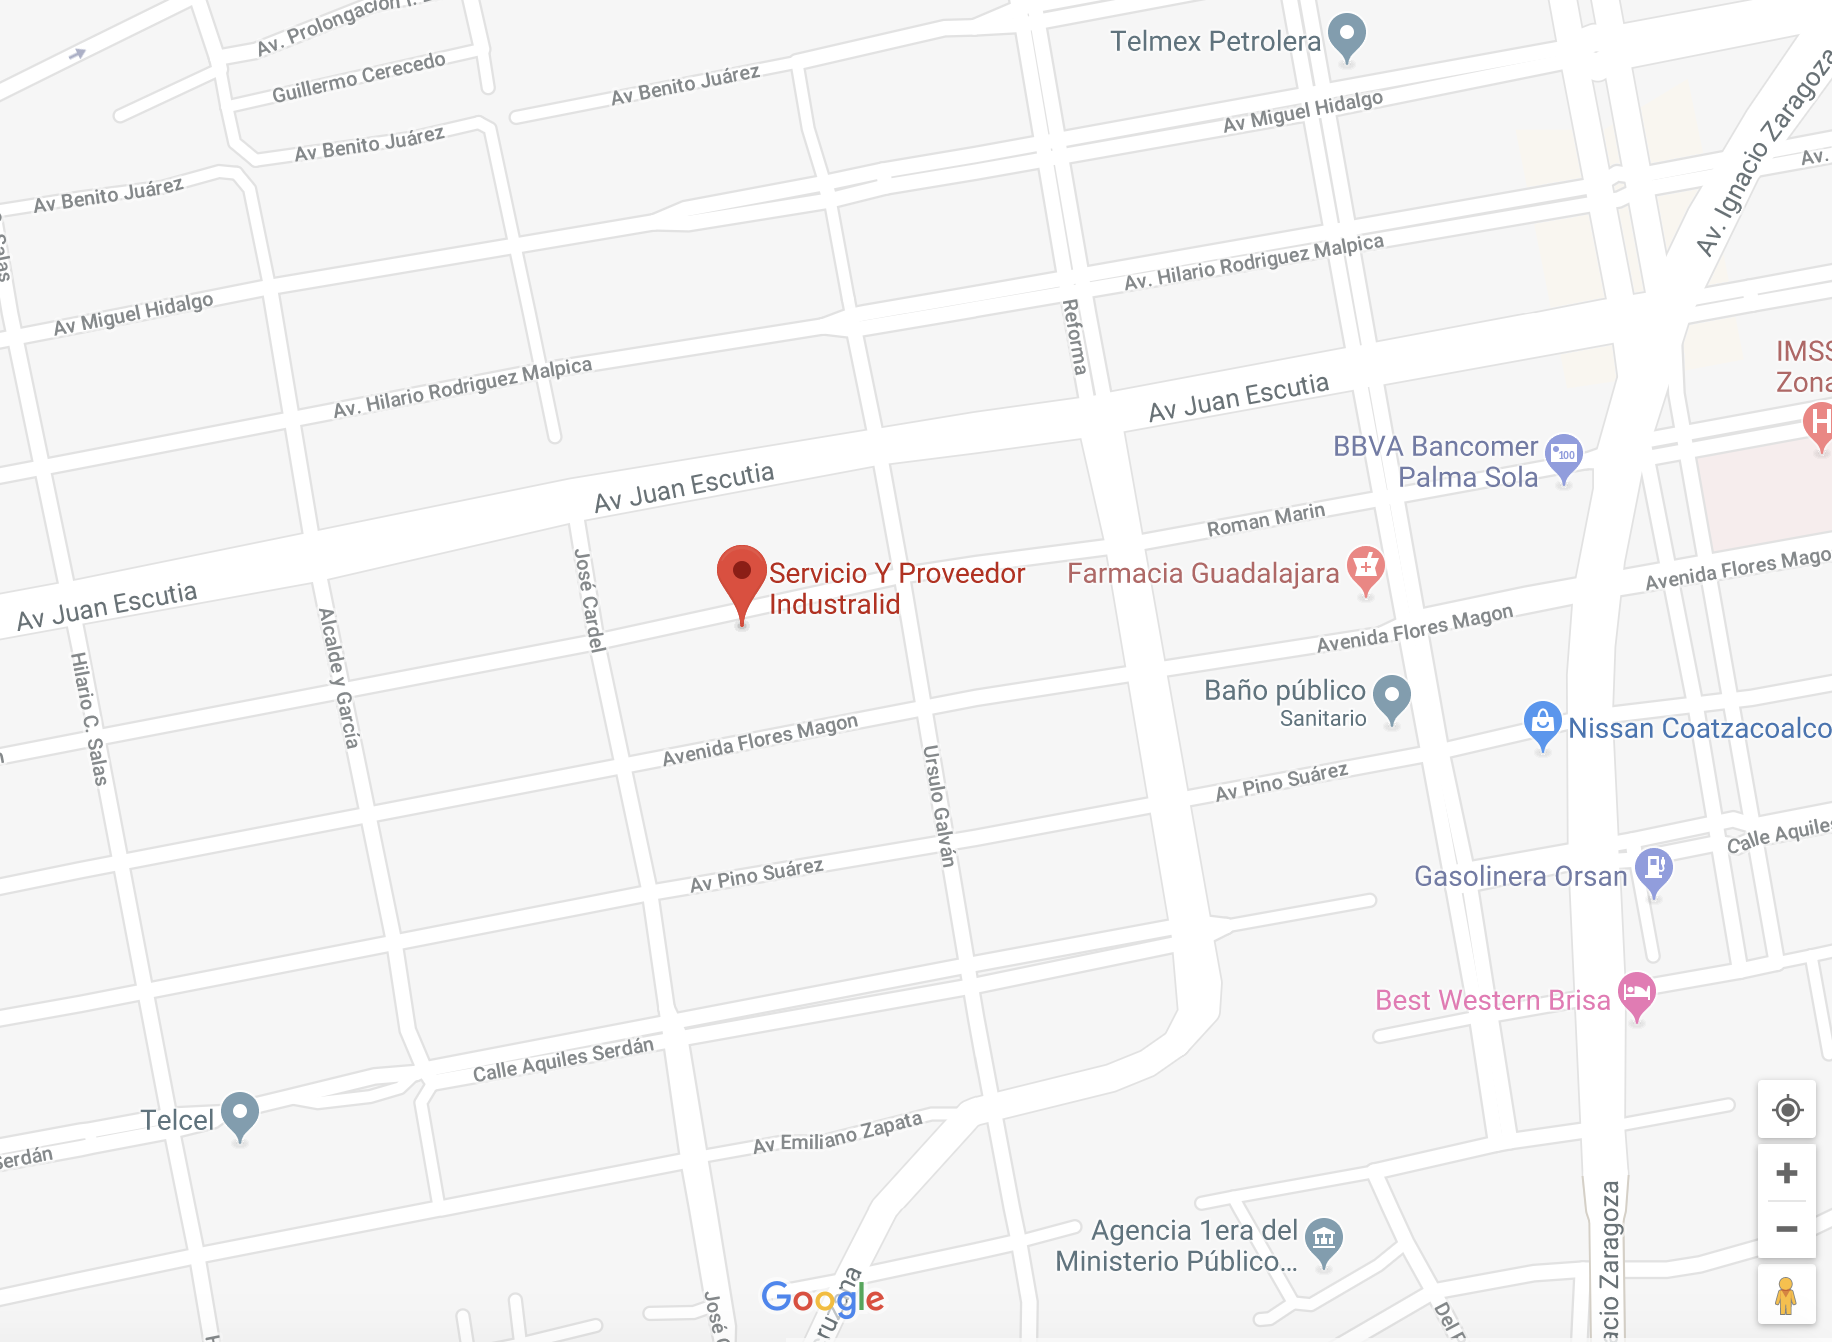 Av. Prolongación I.
Telmex Petrolera
Guillermo Cerecedo
Av Benito Juárez
Av Miguel Hidalgo
Av. Ignacio Zaragoza
Av Benito Juárez
Av.
Av Benito Juárez
Salas
Av. Hilario Rodriguez Malpica
Av Miguel Hidalgo
Reforma
IMSS
Zona
H
Av. Hilario Rodriguez Malpica
Av Juan Escutia
BBVA Bancomer
Palma Sola
100
Av Juan Escutia
Roman Marin
José Cardel
Servicio Y Proveedor
Industralid
Farmacia Guadalajara
Avenida Flores Magon
Av Juan Escutia
Alcalde y García
Avenida Flores Magon
Hilario C. Salas
Baño público
Sanitario
Nissan Coatzacoalco
Avenida Flores Magon
Ursulo Galván
Av Pino Suárez
Calle Aquiles
Av Pino Suárez
Gasolinera Orsan
Best Western Brisa
Calle Aquiles Serdán
Telcel
Av Emiliano Zapata
Serdán
Agencia 1era del
Ministerio Público...
acio Zaragoza
Google
José
Del